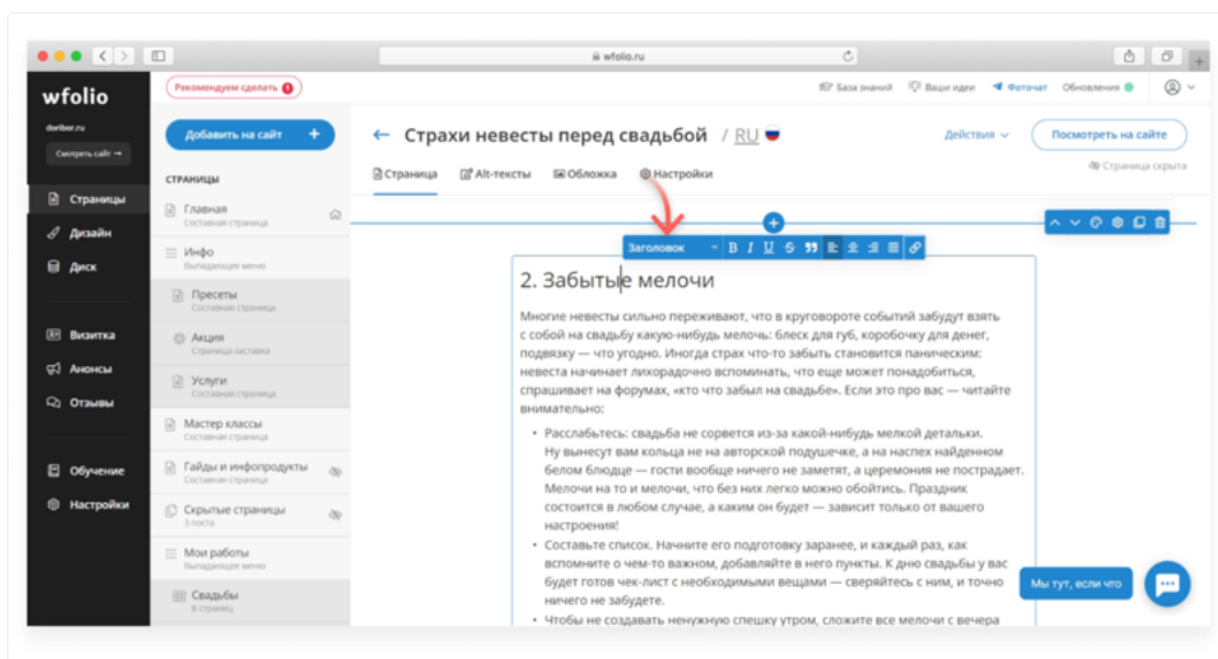 wfolio.ru
wfolio
doribor.ru
Смотреть сайт →
Страницы
Дизайн
Диск
Визитка
Анонсы
Отзывы
Обучение
Настройки
Рекомендуем сделать 1
Добавить на сайт +
СТРАНИЦЫ
Главная
Составная страница
Инфо
Выпадающее меню
Пресеты
Составная страница
Акция
Страница-заставка
Услуги
Составная страница
Мастер классы
Составная страница
Гайды и инфопродукты
Составная страница
Скрытые страницы
3 поста
Мои работы
Выпадающее меню
Свадьбы
8 страниц
База знаний Ваши идеи Фоточат Обновления
← Страхи невесты перед свадьбой / RU
Действия
Посмотреть на сайте
Страница скрыта
Страница Alt-тексты Обложка Настройки
Заголовок B I U S
2. Забытые мелочи
Многие невесты сильно переживают, что в круговороте событий забудут взять
с собой на свадьбу какую-нибудь мелочь: блеск для губ, коробочку для денег,
подвязку — что угодно. Иногда страх что-то забыть становится паническим:
невеста начинает лихорадочно вспоминать, что еще может понадобиться,
спрашивает на форумах, «кто что забыл на свадьбе». Если это про вас — читайте
внимательно:
• Расслабьтесь: свадьба не сорвется из-за какой-нибудь мелкой детальки.
Ну вынесут вам кольца не на авторской подушечке, а на наспех найденном
белом блюдце — гости вообще ничего не заметят, а церемония не пострадает.
Мелочи на то и мелочи, что без них легко можно обойтись. Праздник
состоится в любом случае, а каким он будет — зависит только от вашего
настроения!
• Составьте список. Начните его подготовку заранее, и каждый раз, как
вспомните о чем-то важном, добавляйте в него пункты. К дню свадьбы у вас
будет готов чек-лист с необходимыми вещами — сверяйтесь с ним, и точно
ничего не забудете.
• Чтобы не создавать ненужную спешку утром, сложите все мелочи с вечера
Мы тут, если что